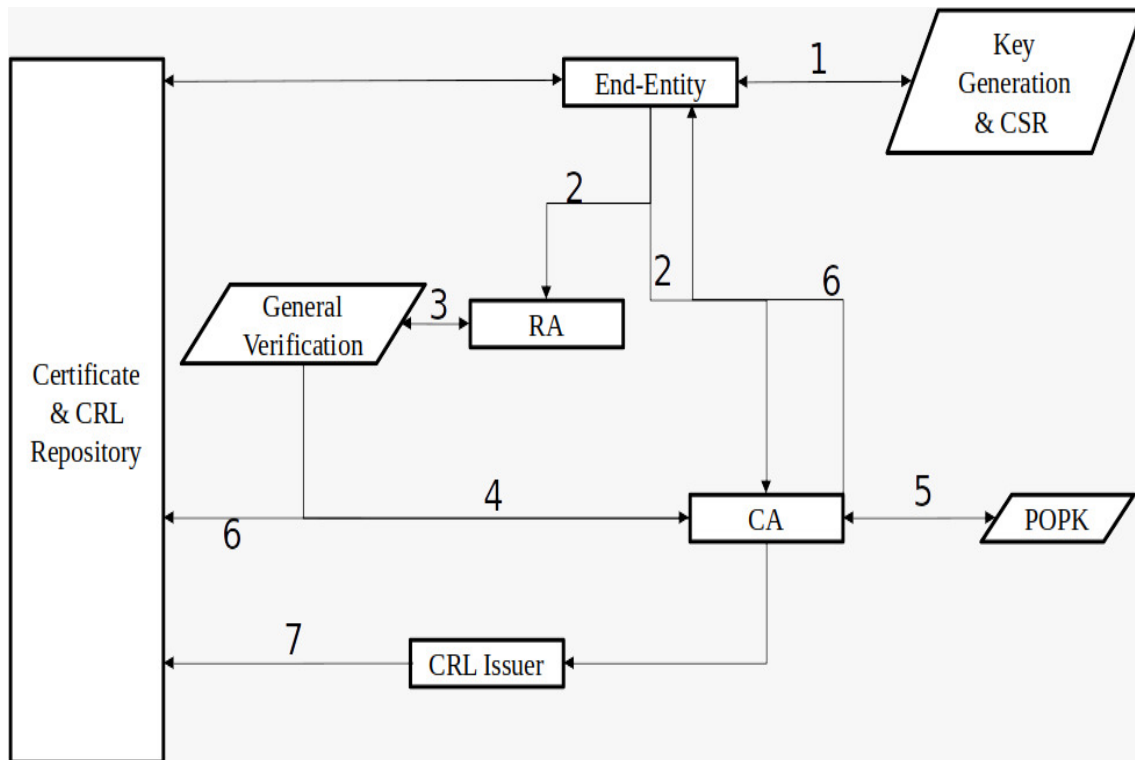 1
Key
Generation
& CSR
End-Entity
2
2
6
General
Verification
3
RA
Certificate
& CRL
Repository
4
5
6
CA
POPK
7
CRL Issuer